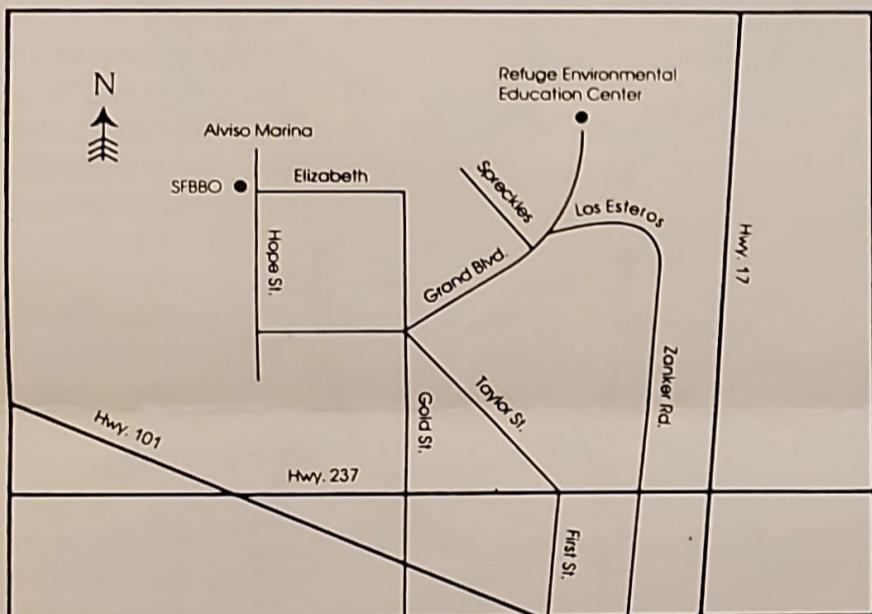 N
Refuge Environmental
Education Center
Alviso Marina
SFBBO
Elizabeth
Spreckles
Los Esteros
Hwy. 17
Hope St.
Grand Blvd.
Zanker Rd.
Taylor St.
Gold St.
Hwy. 101
Hwy. 237
First St.